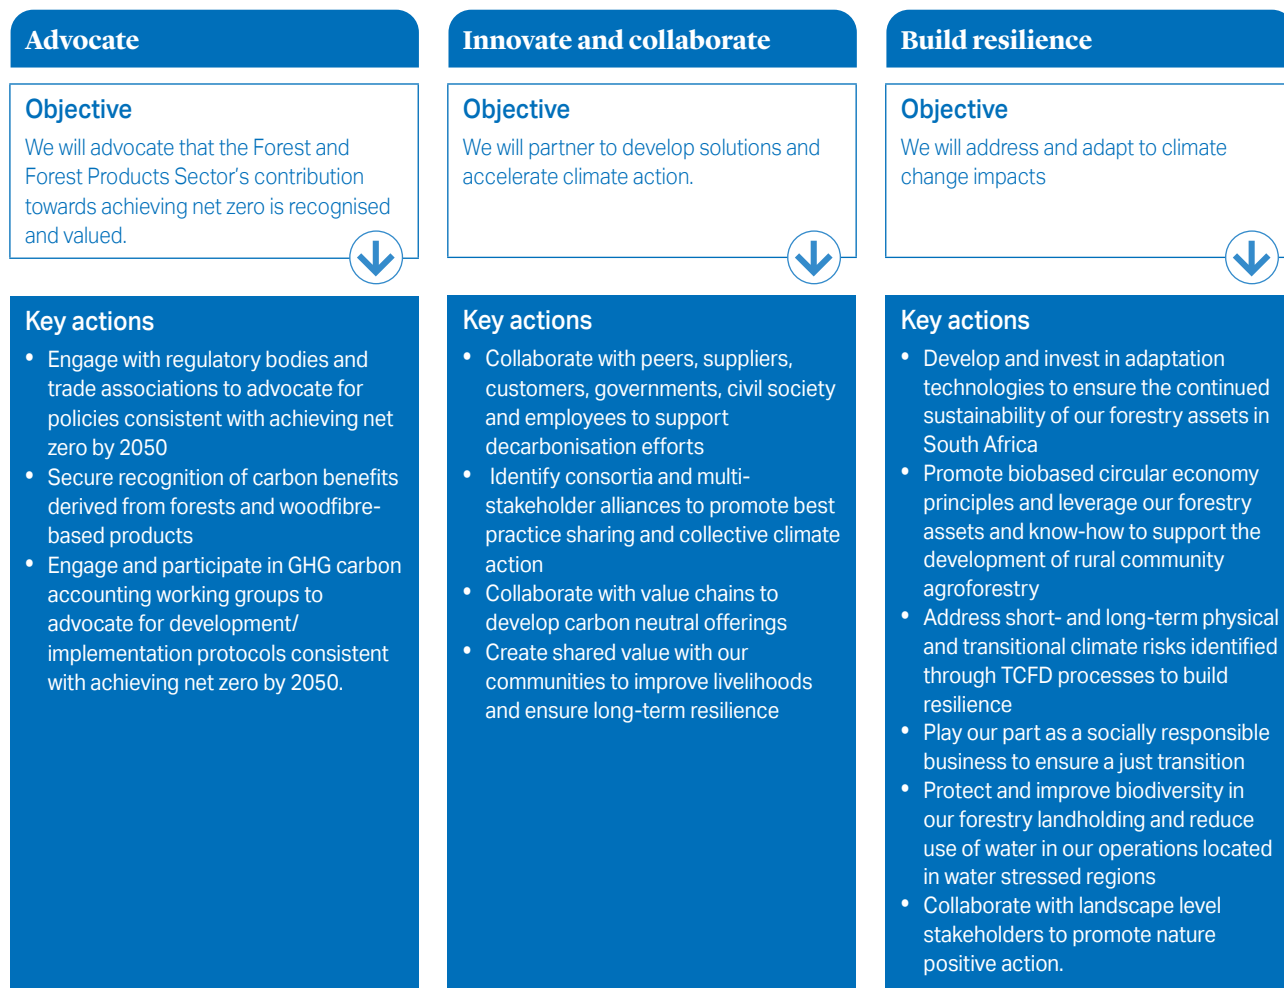 Advocate
Objective
We will advocate that the Forest and
Forest Products Sector's contribution
towards achieving net zero is recognised
and valued.
Key actions
• Engage with regulatory bodies and
trade associations to advocate for
policies consistent with achieving net
zero by 2050
• Secure recognition of carbon benefits
derived from forests and woodfibre-
based products
• Engage and participate in GHG carbon
accounting working groups to
advocate for development/
implementation protocols consistent
with achieving net zero by 2050.
Innovate and collaborate
Objective
We will partner to develop solutions and
accelerate climate action.
Key actions
• Collaborate with peers, suppliers,
customers, governments, civil society
and employees to support
decarbonisation efforts
• Identify consortia and multi-
stakeholder alliances to promote best
practice sharing and collective climate
action
• Collaborate with value chains to
develop carbon neutral offerings
• Create shared value with our
communities to improve livelihoods
and ensure long-term resilience
Build resilience
Objective
We will address and adapt to climate
change impacts
Key actions
• Develop and invest in adaptation
technologies to ensure the continued
sustainability of our forestry assets in
South Africa
• Promote biobased circular economy
principles and leverage our forestry
assets and know-how to support the
development of rural community
agroforestry
• Address short- and long-term physical
and transitional climate risks identified
through TCFD processes to build
resilience
• Play our part as a socially responsible
business to ensure a just transition
• Protect and improve biodiversity in
our forestry landholding and reduce
use of water in our operations located
in water stressed regions
• Collaborate with landscape level
stakeholders to promote nature
positive action.